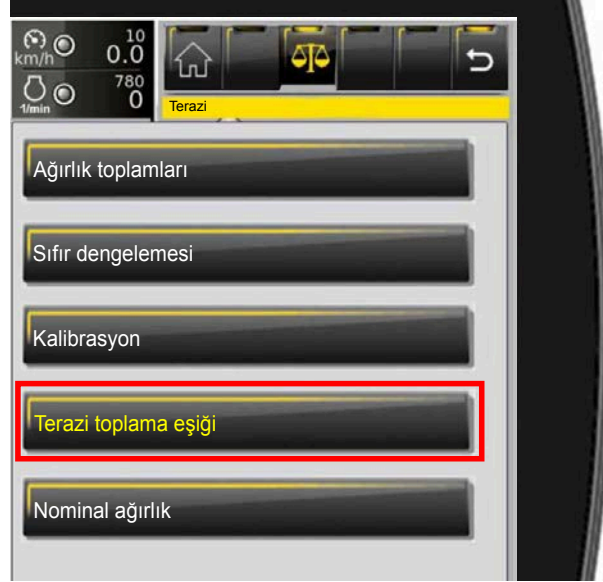 10
km/h 0.0
780
1/min 0
Terazi
Ağırlık toplamları
Sıfır dengelemesi
Kalibrasyon
Terazi toplama eşiği
Nominal ağırlık